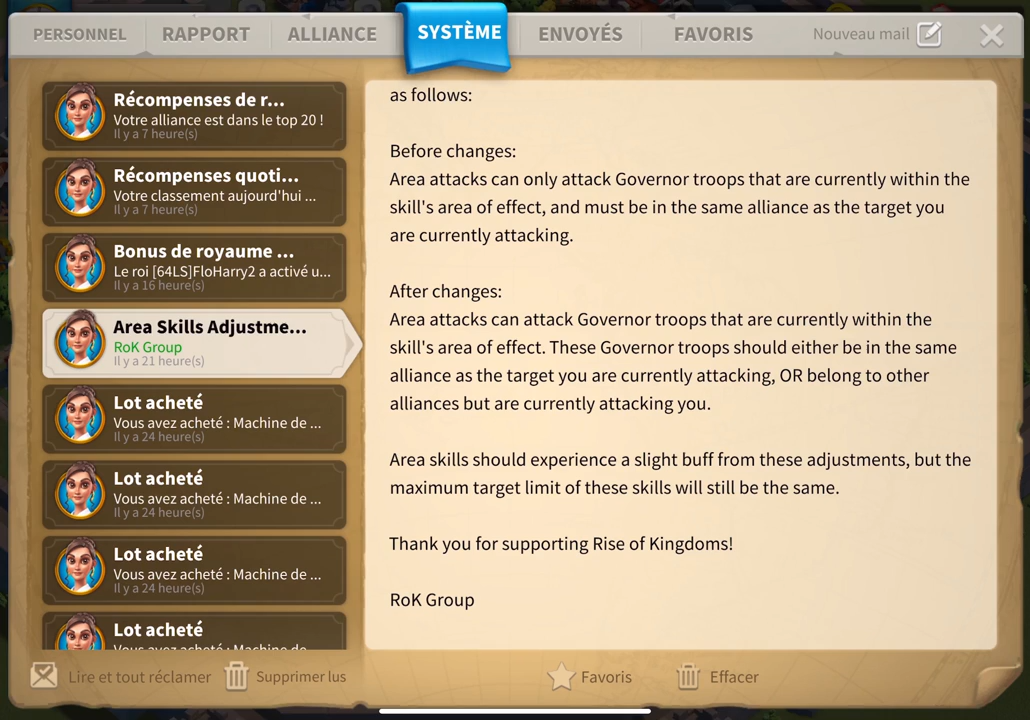 PERSONNEL
RAPPORT
ALLIANCE
SYSTÈME
ENVOYÉS
FAVORIS
Nouveau mail
Récompenses de r...
Votre alliance est dans le top 20 !
Il y a 7 heure(s)
Récompenses quoti...
Votre classement aujourd'hui ...
Il y a 7 heure(s)
Bonus de royaume ...
Le roi [64LS]FloHarry2 a activé u...
Il y a 16 heure(s)
Area Skills Adjustme...
RoK Group
Il y a 21 heure(s)
Lot acheté
Vous avez acheté : Machine de ...
Il y a 24 heure(s)
Lot acheté
Vous avez acheté : Machine de ...
Il y a 24 heure(s)
Lot acheté
Vous avez acheté : Machine de ...
Il y a 24 heure(s)
Lot acheté
Vous avez acheté : Machine de ...
as follows:
Before changes:
Area attacks can only attack Governor troops that are currently within the
skill's area of effect, and must be in the same alliance as the target you
are currently attacking.
After changes:
Area attacks can attack Governor troops that are currently within the
skill's area of effect. These Governor troops should either be in the same
alliance as the target you are currently attacking, OR belong to other
alliances but are currently attacking you.
Area skills should experience a slight buff from these adjustments, but the
maximum target limit of these skills will still be the same.
Thank you for supporting Rise of Kingdoms!
RoK Group
Lire et tout réclamer
Supprimer lus
Favoris
Effacer